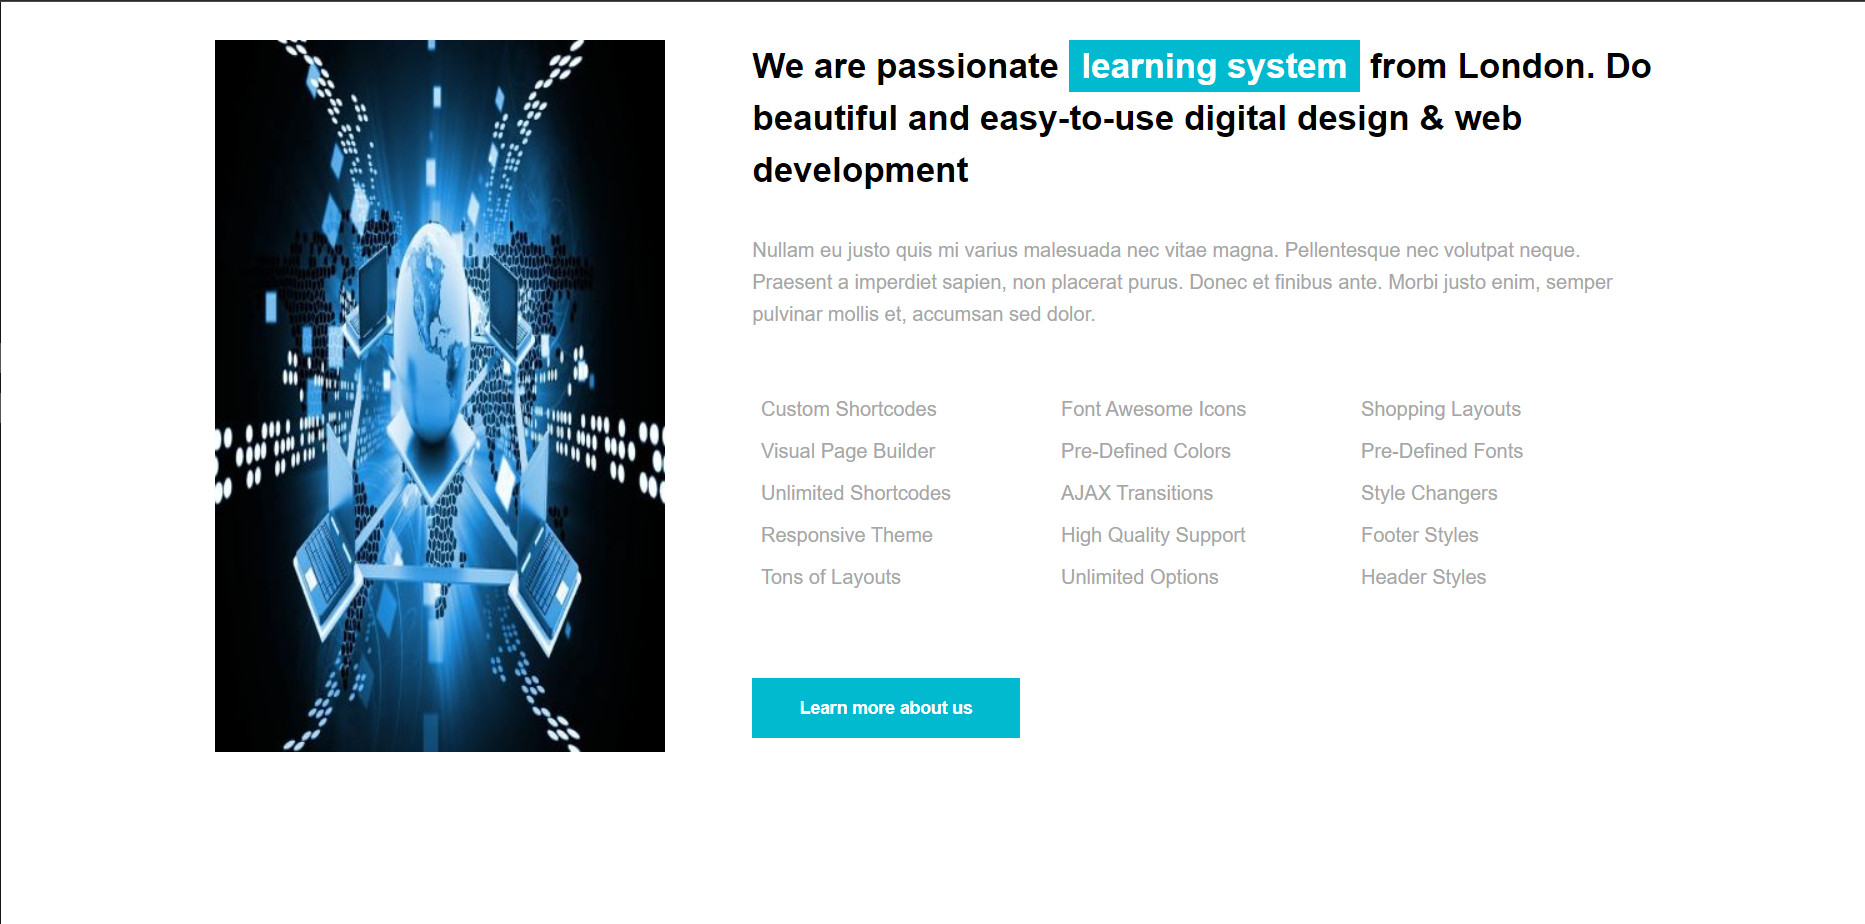 We are passionate learning system from London. Do
beautiful and easy-to-use digital design & web
development
Nullam eu justo quis mi varius malesuada nec vitae magna. Pellentesque nec volutpat neque.
Praesent a imperdiet sapien, non placerat purus. Donec et finibus ante. Morbi justo enim, semper
pulvinar mollis et, accumsan sed dolor.
Custom Shortcodes
Visual Page Builder
Unlimited Shortcodes
Responsive Theme
Tons of Layouts
Font Awesome Icons
Pre-Defined Colors
AJAX Transitions
High Quality Support
Unlimited Options
Shopping Layouts
Pre-Defined Fonts
Style Changers
Footer Styles
Header Styles
Learn more about us